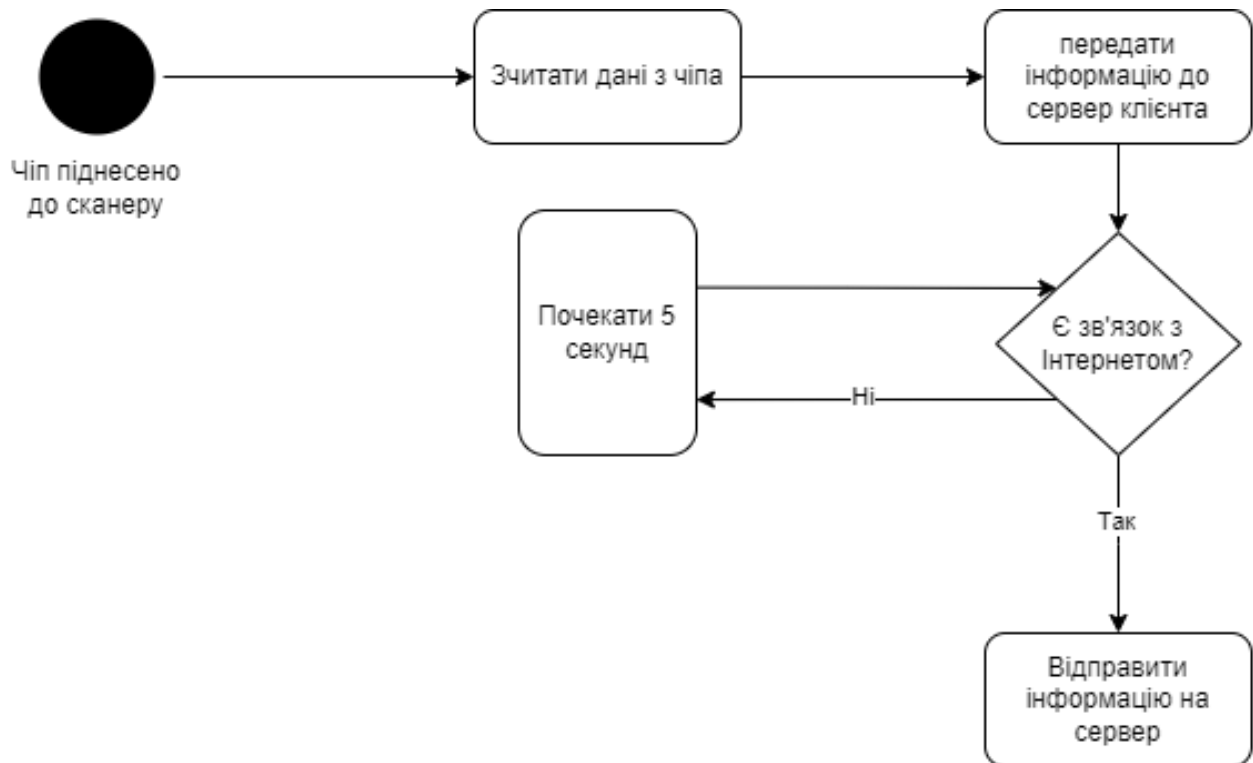 Зчитати дані з чіпа
передати
інформацію до
сервер клієнта
Чіп піднесено
до сканеру
Почекати 5
секунд
Є зв'язок з
Інтернетом?
Ні
Так
Відправити
інформацію на
сервер